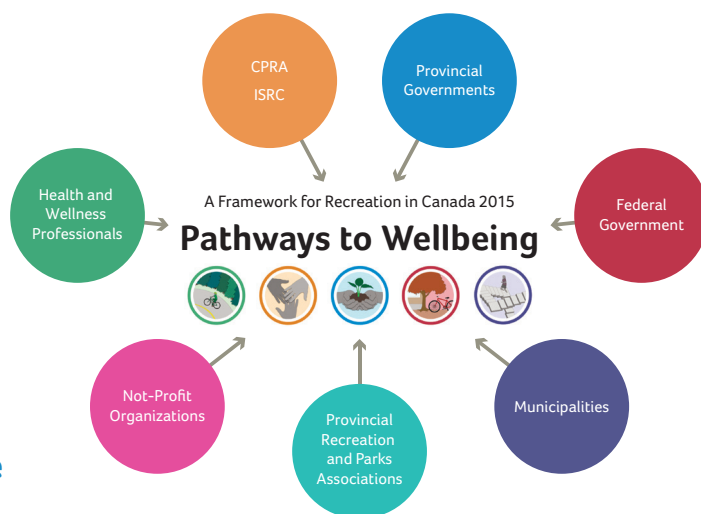 CPRA
ISRC
Provincial
Governments
Health and
Wellness
Professionals
A Framework for Recreation in Canada 2015
Pathways to Wellbeing
Federal
Government
Not-Profit
Organizations
Provincial
Recreation
and Parks
Associations
Municipalities
e